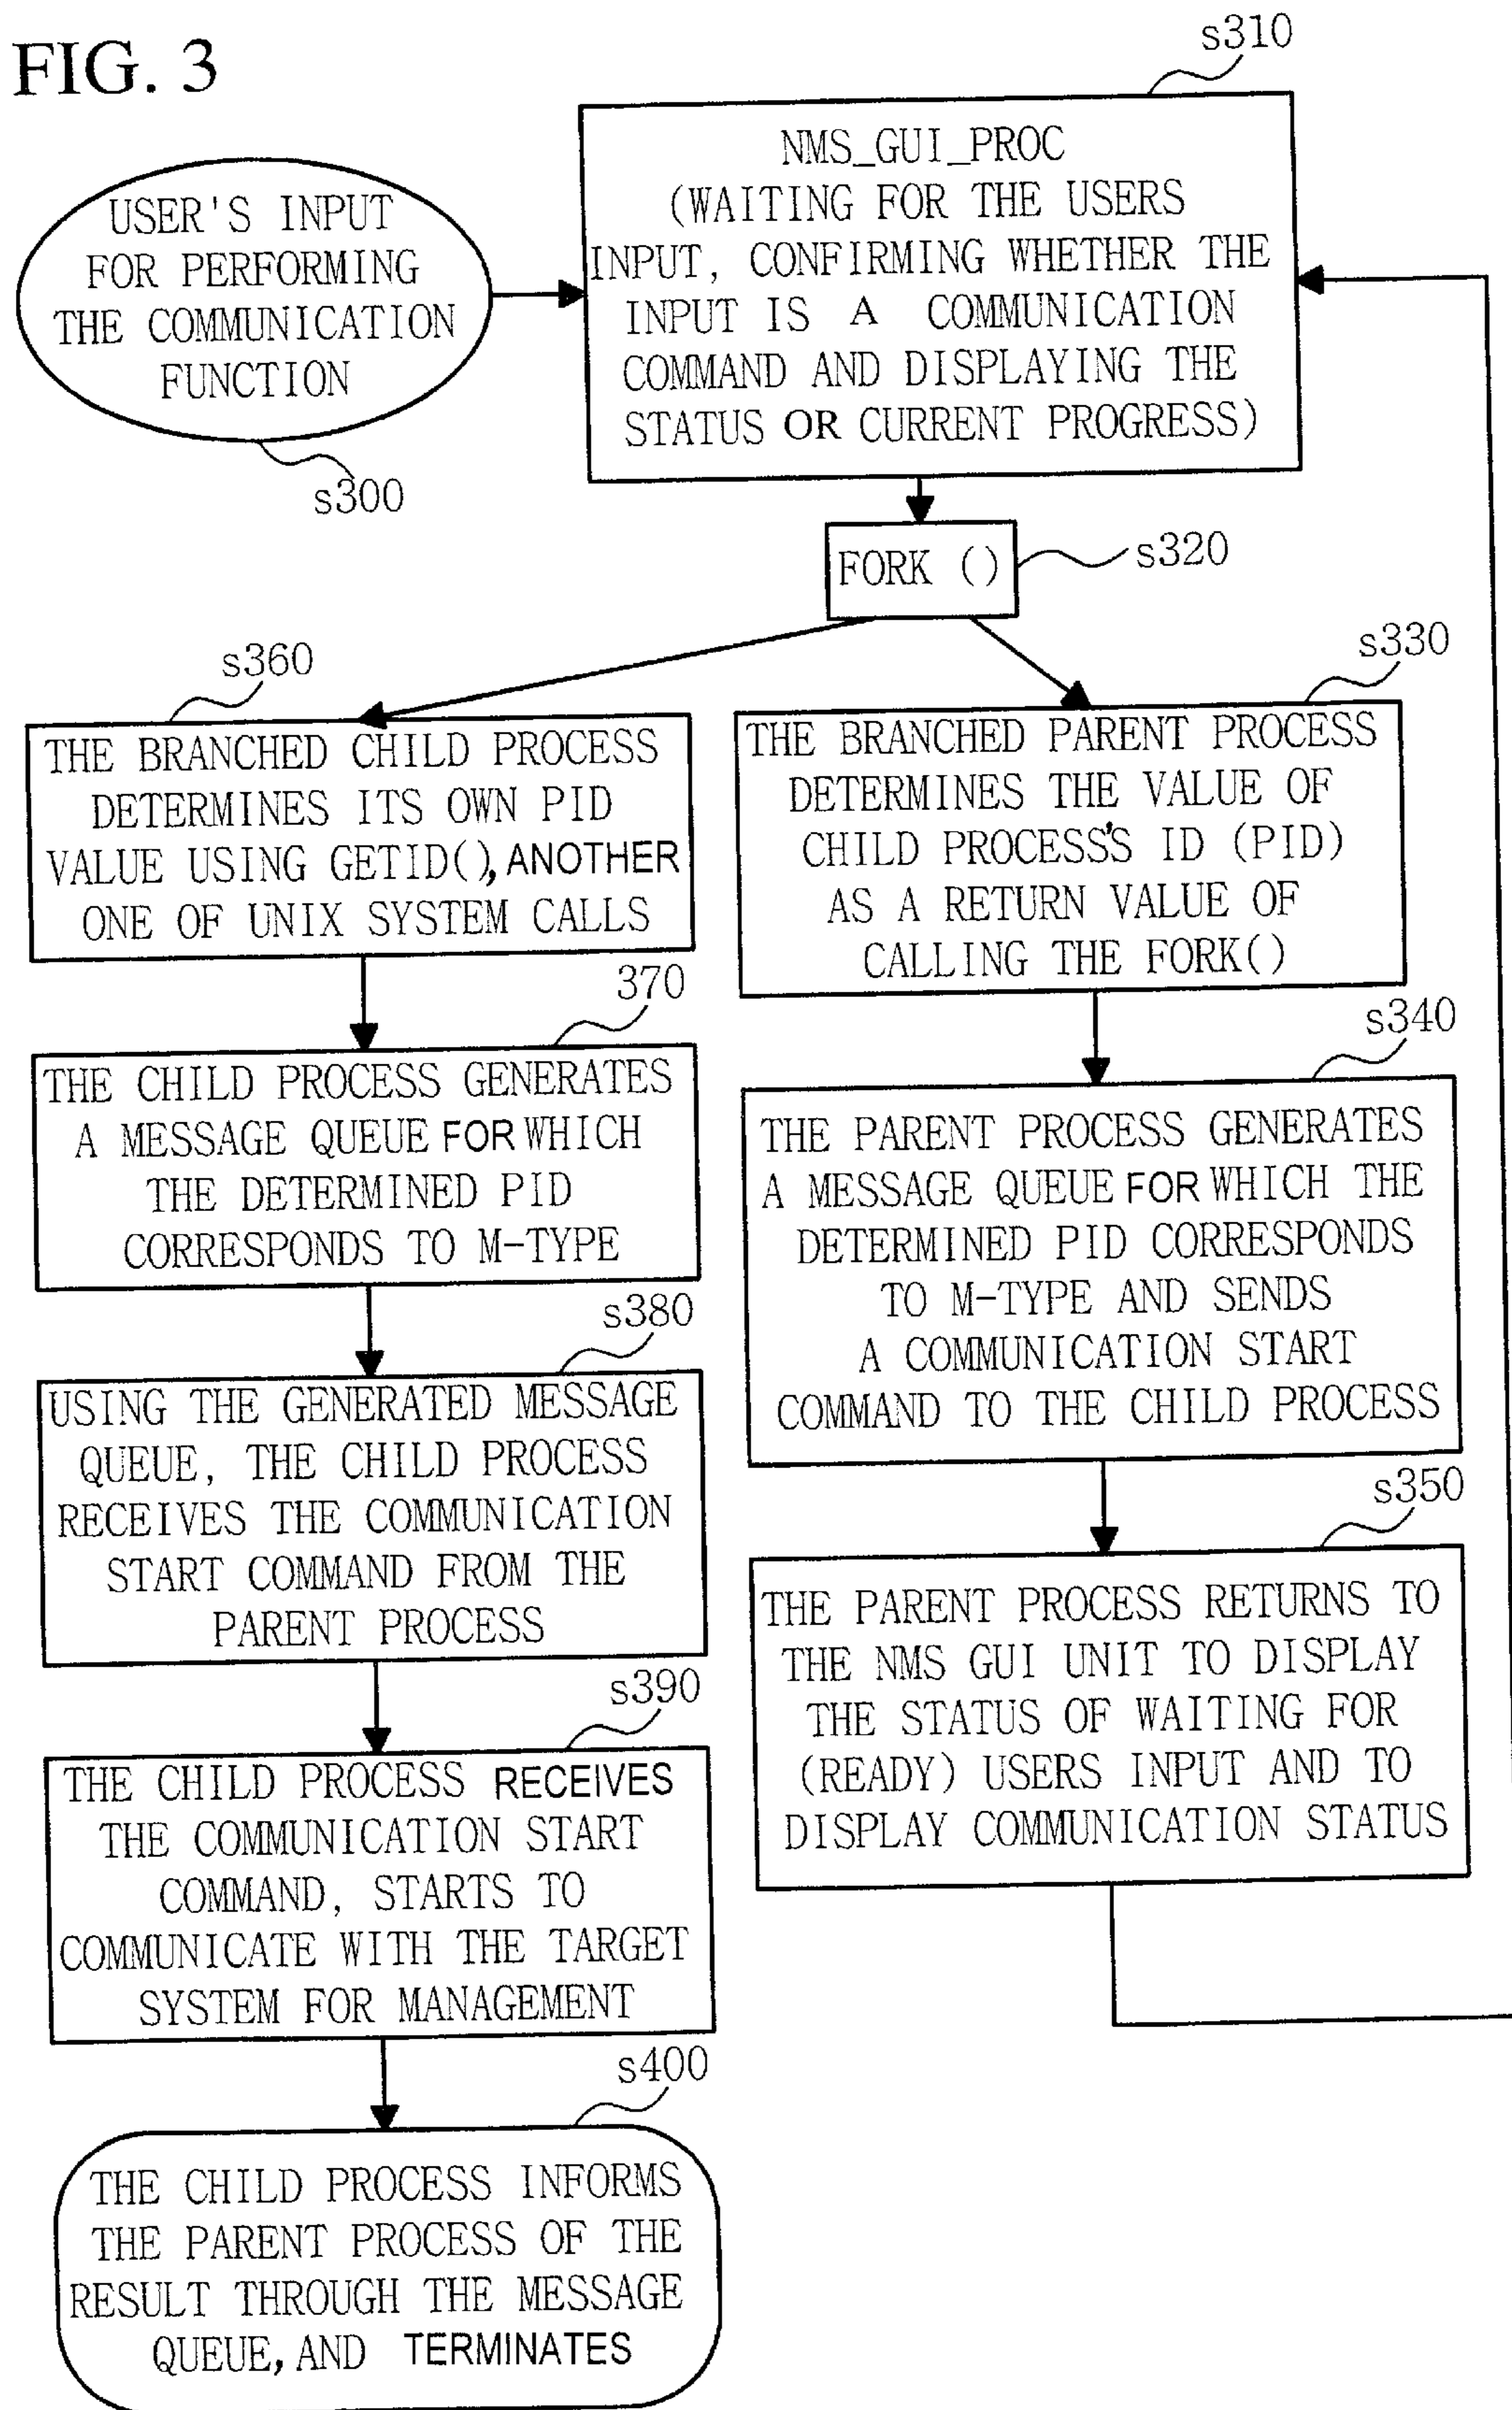 FIG. 3
s310
NMS_GUI_PROC
(WAITING FOR THE USERS
INPUT, CONFIRMING WHETHER THE
INPUT IS A COMMUNICATION
COMMAND AND DISPLAYING THE
STATUS OR CURRENT PROGRESS)
USER'S INPUT
FOR PERFORMING
THE COMMUNICATION
FUNCTION
s300
FORK ()
s320
s360
THE BRANCHED CHILD PROCESS
DETERMINES ITS OWN PID
VALUE USING GETID(), ANOTHER
ONE OF UNIX SYSTEM CALLS
s330
THE BRANCHED PARENT PROCESS
DETERMINES THE VALUE OF
CHILD PROCESS'S ID (PID)
AS A RETURN VALUE OF
CALLING THE FORK()
370
THE CHILD PROCESS GENERATES
A MESSAGE QUEUE FOR WHICH
THE DETERMINED PID
CORRESPONDS TO M-TYPE
s340
THE PARENT PROCESS GENERATES
A MESSAGE QUEUE FOR WHICH THE
DETERMINED PID CORRESPONDS
TO M-TYPE AND SENDS
A COMMUNICATION START
COMMAND TO THE CHILD PROCESS
s380
USING THE GENERATED MESSAGE
QUEUE, THE CHILD PROCESS
RECEIVES THE COMMUNICATION
START COMMAND FROM THE
PARENT PROCESS
s350
THE PARENT PROCESS RETURNS TO
THE NMS GUI UNIT TO DISPLAY
THE STATUS OF WAITING FOR
(READY) USERS INPUT AND TO
DISPLAY COMMUNICATION STATUS
s390
THE CHILD PROCESS RECEIVES
THE COMMUNICATION START
COMMAND, STARTS TO
COMMUNICATE WITH THE TARGET
SYSTEM FOR MANAGEMENT
s400
THE CHILD PROCESS INFORMS
THE PARENT PROCESS OF THE
RESULT THROUGH THE MESSAGE
QUEUE, AND TERMINATES